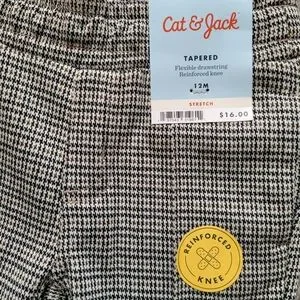 Cat & Jack
TAPERED
Flexible drawstring
Reinforced knee
12M
STRETCH
$16.00
REINFORCED
KNEE